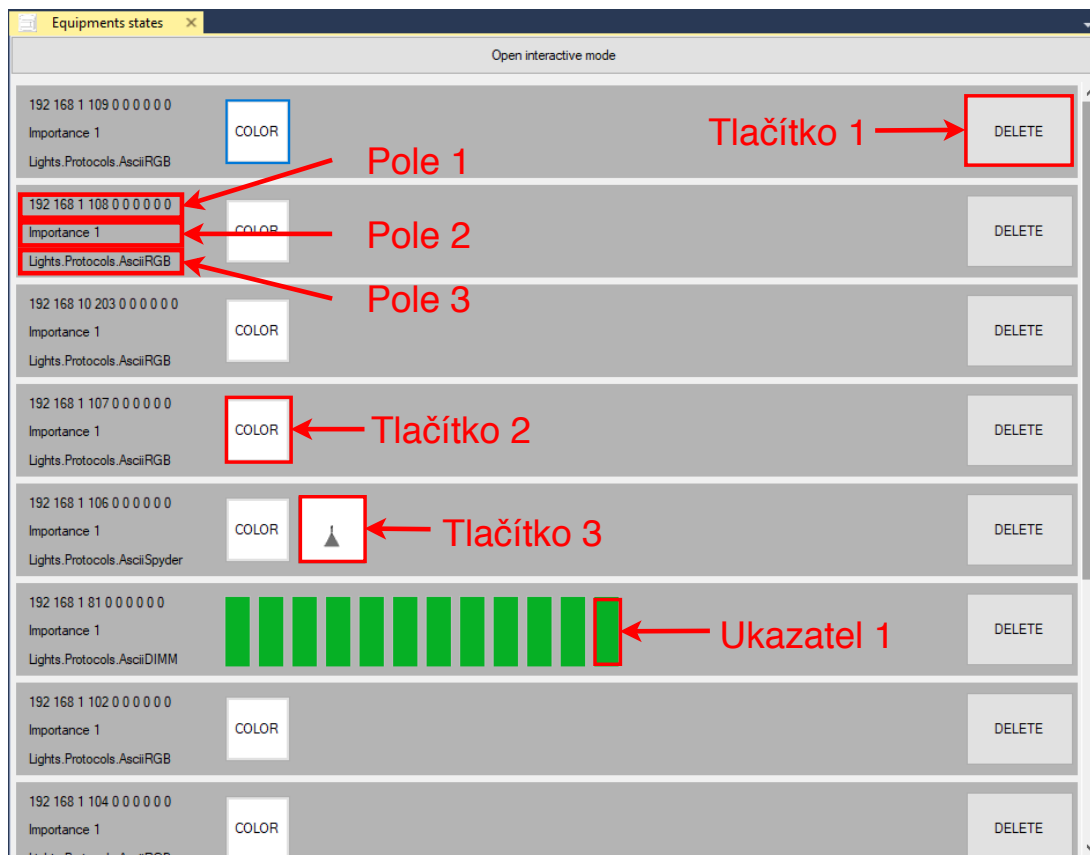 Equipments states
Open interactive mode
192 168 1 109 0 0 0 0 0 0
Importance 1
Lights.Protocols.AsciiRGB
COLOR
Tlačítko 1
DELETE
Pole 1
192 168 1 108 0 0 0 0 0 0
Importance 1
Lights.Protocols.AsciiRGB
COLOR
Pole 2
DELETE
Pole 3
192 168 10 203 0 0 0 0 0 0
Importance 1
Lights.Protocols.AsciiRGB
COLOR
DELETE
192 168 1 107 0 0 0 0 0 0
Importance 1
Lights.Protocols.AsciiRGB
COLOR
Tlačítko 2
DELETE
192 168 1 106 0 0 0 0 0 0
Importance 1
Lights.Protocols.AsciiSpyder
COLOR
Tlačítko 3
DELETE
192 168 1 81 0 0 0 0 0 0
Importance 1
Lights.Protocols.AsciiDIMM
Ukazatel 1
DELETE
192 168 1 102 0 0 0 0 0 0
Importance 1
Lights.Protocols.AsciiRGB
COLOR
DELETE
192 168 1 104 0 0 0 0 0 0
Importance 1
COLOR
DELETE